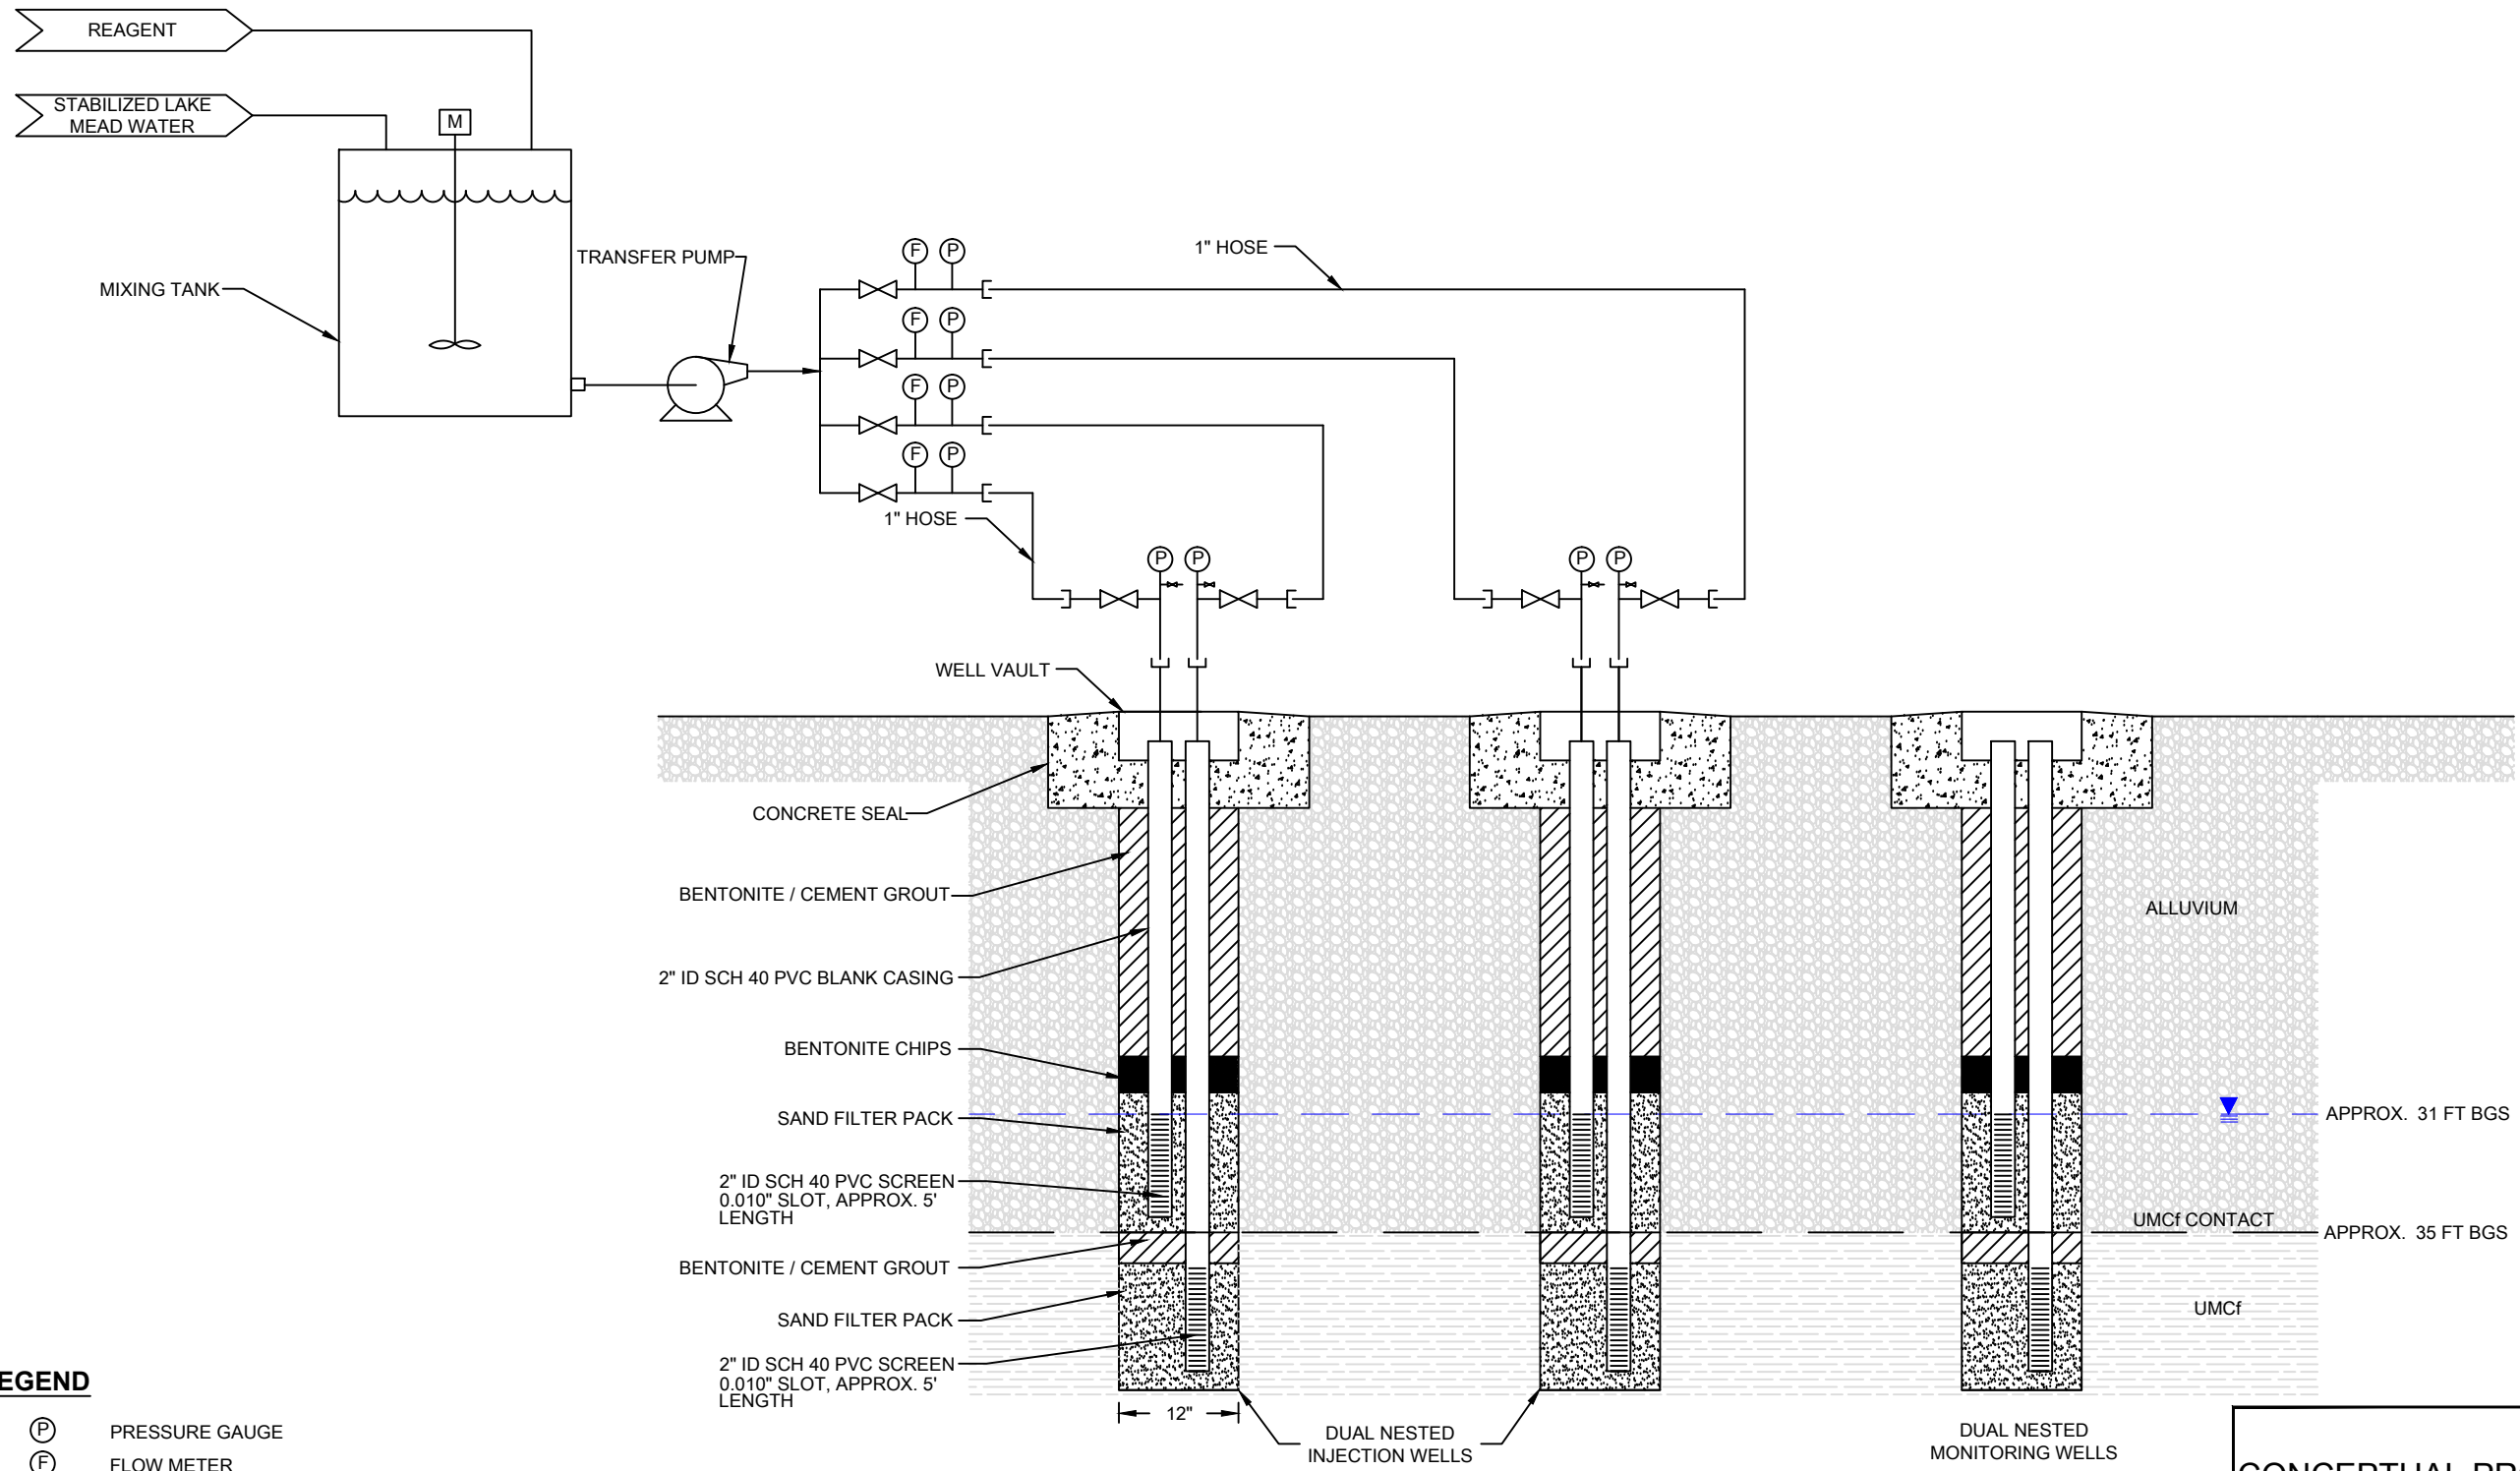 REAGENT
STABILIZED LAKE
MEAD WATER
M
MIXING TANK
TRANSFER PUMP
F P
F P
F P
F P
1" HOSE
1" HOSE
P P
P P
WELL VAULT
CONCRETE SEAL
BENTONITE / CEMENT GROUT
2" ID SCH 40 PVC BLANK CASING
BENTONITE CHIPS
SAND FILTER PACK
2" ID SCH 40 PVC SCREEN
0.010" SLOT, APPROX. 5'
LENGTH
BENTONITE / CEMENT GROUT
SAND FILTER PACK
2" ID SCH 40 PVC SCREEN
0.010" SLOT, APPROX. 5'
LENGTH
12"
DUAL NESTED
INJECTION WELLS
DUAL NESTED
MONITORING WELLS
ALLUVIUM
APPROX. 31 FT BGS
UMCf CONTACT
APPROX. 35 FT BGS
UMCf
EGEND
P PRESSURE GAUGE
F FLOW METER
CONCEPTUAL PR